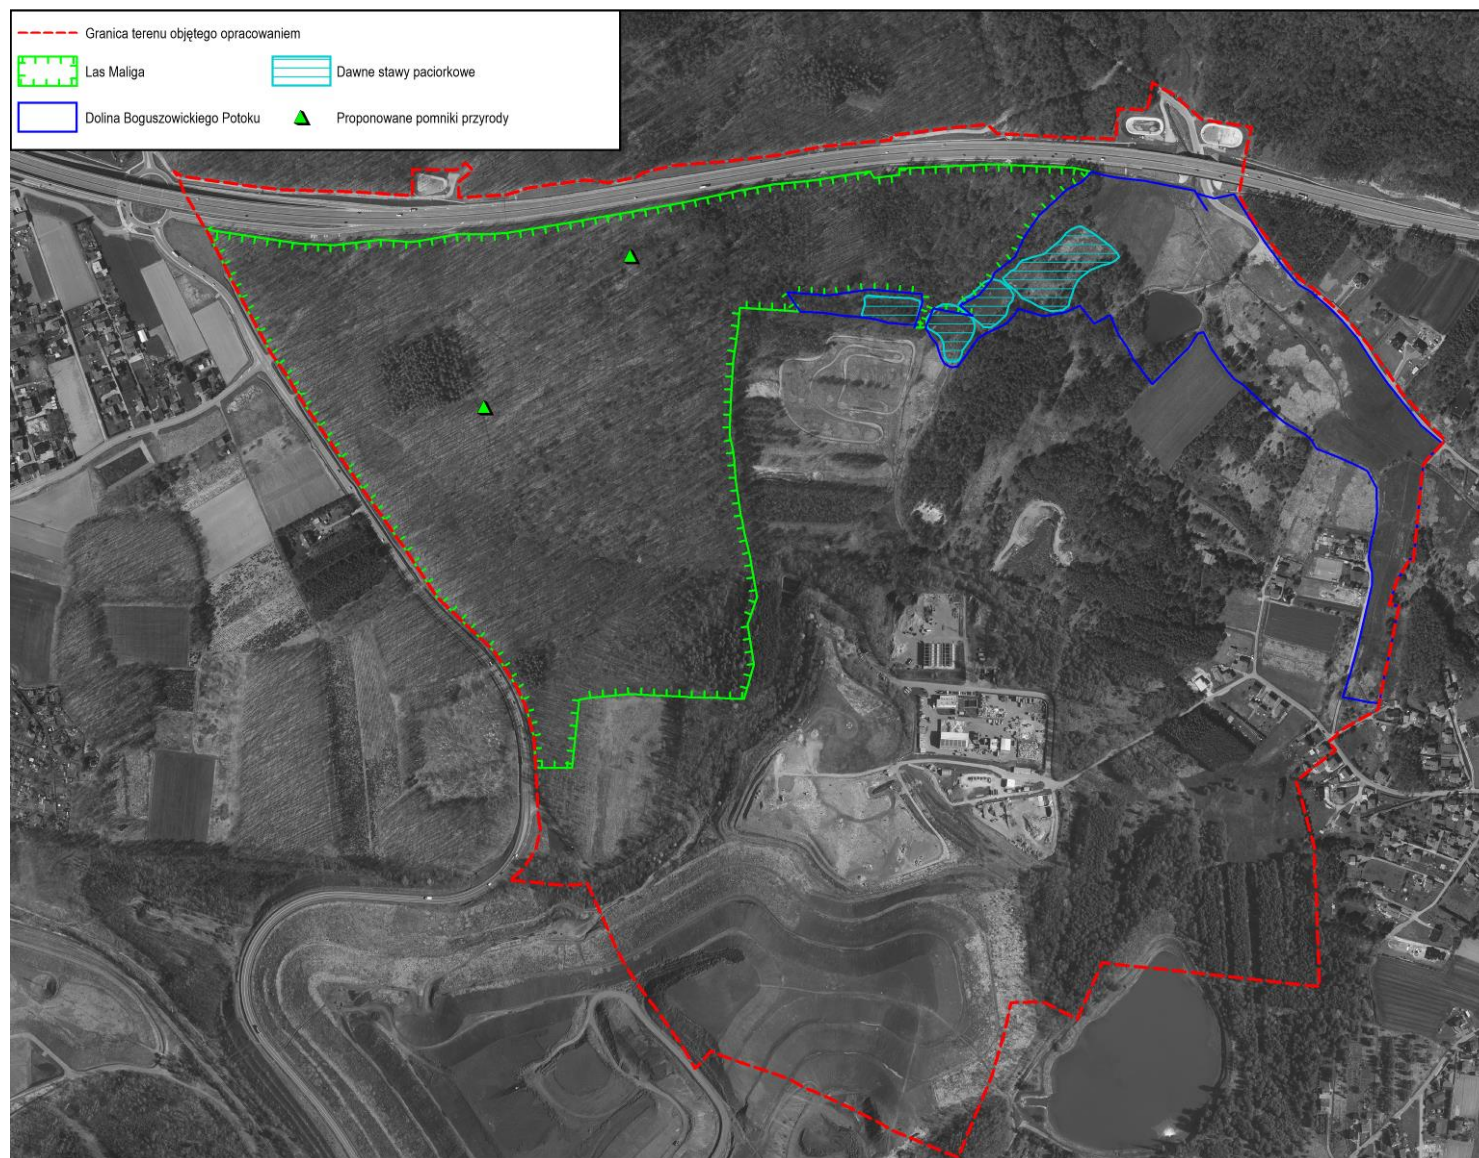 Granica terenu objętego opracowaniem
Las Maliga
Dawne stawy paciorkowe
Dolina Boguszowickiego Potoku
Proponowane pomniki przyrody